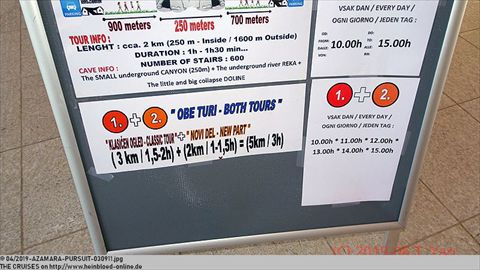 PARKING
900 meters
250 meters
700 meters
PARKING
TOUR INFO :
LENGHT : cca. 2 km (250 m - Inside / 1600 m Outside)
DURATION : 1h - 1h30 min...
NUMBER OF STAIRS : 600
CAVE INFO :
The SMALL underground CANYON (250m) + The underground river REKA +
The little and big collapse DOLINE
VSAK DAN / EVERY DAY /
OGNI GIORNO / JEDEN TAG :
10.00h
15.00h
1. + 2. " OBE TURI - BOTH TOURS "
"KLASIČEN OGLED - CLASSIC TOUR" + " NOVI DEL - NEW PART "
( 3 km / 1,5-2h) + (2km / 1-1,5h) = (5km / 3h)
1. + 2.
VSAK DAN / EVERY DAY /
OGNI GIORNO / JEDEN TAG :
10.00h * 11.00h * 12.00h *
13.00h * 14.00h * 15.00h
© 04/2019-AZAMARA-PURSUIT-030911.jpg
THE CRUISES on http://www.heinbloed-online.de